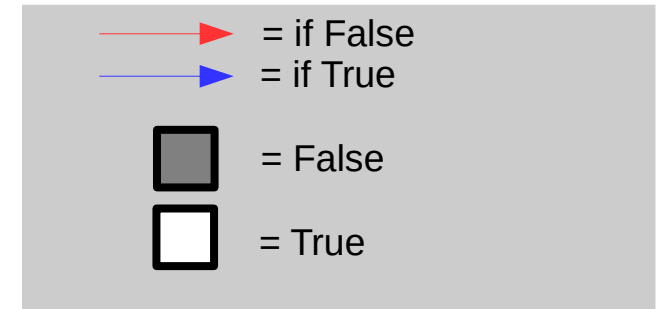 = if False
= if True
= False
= True